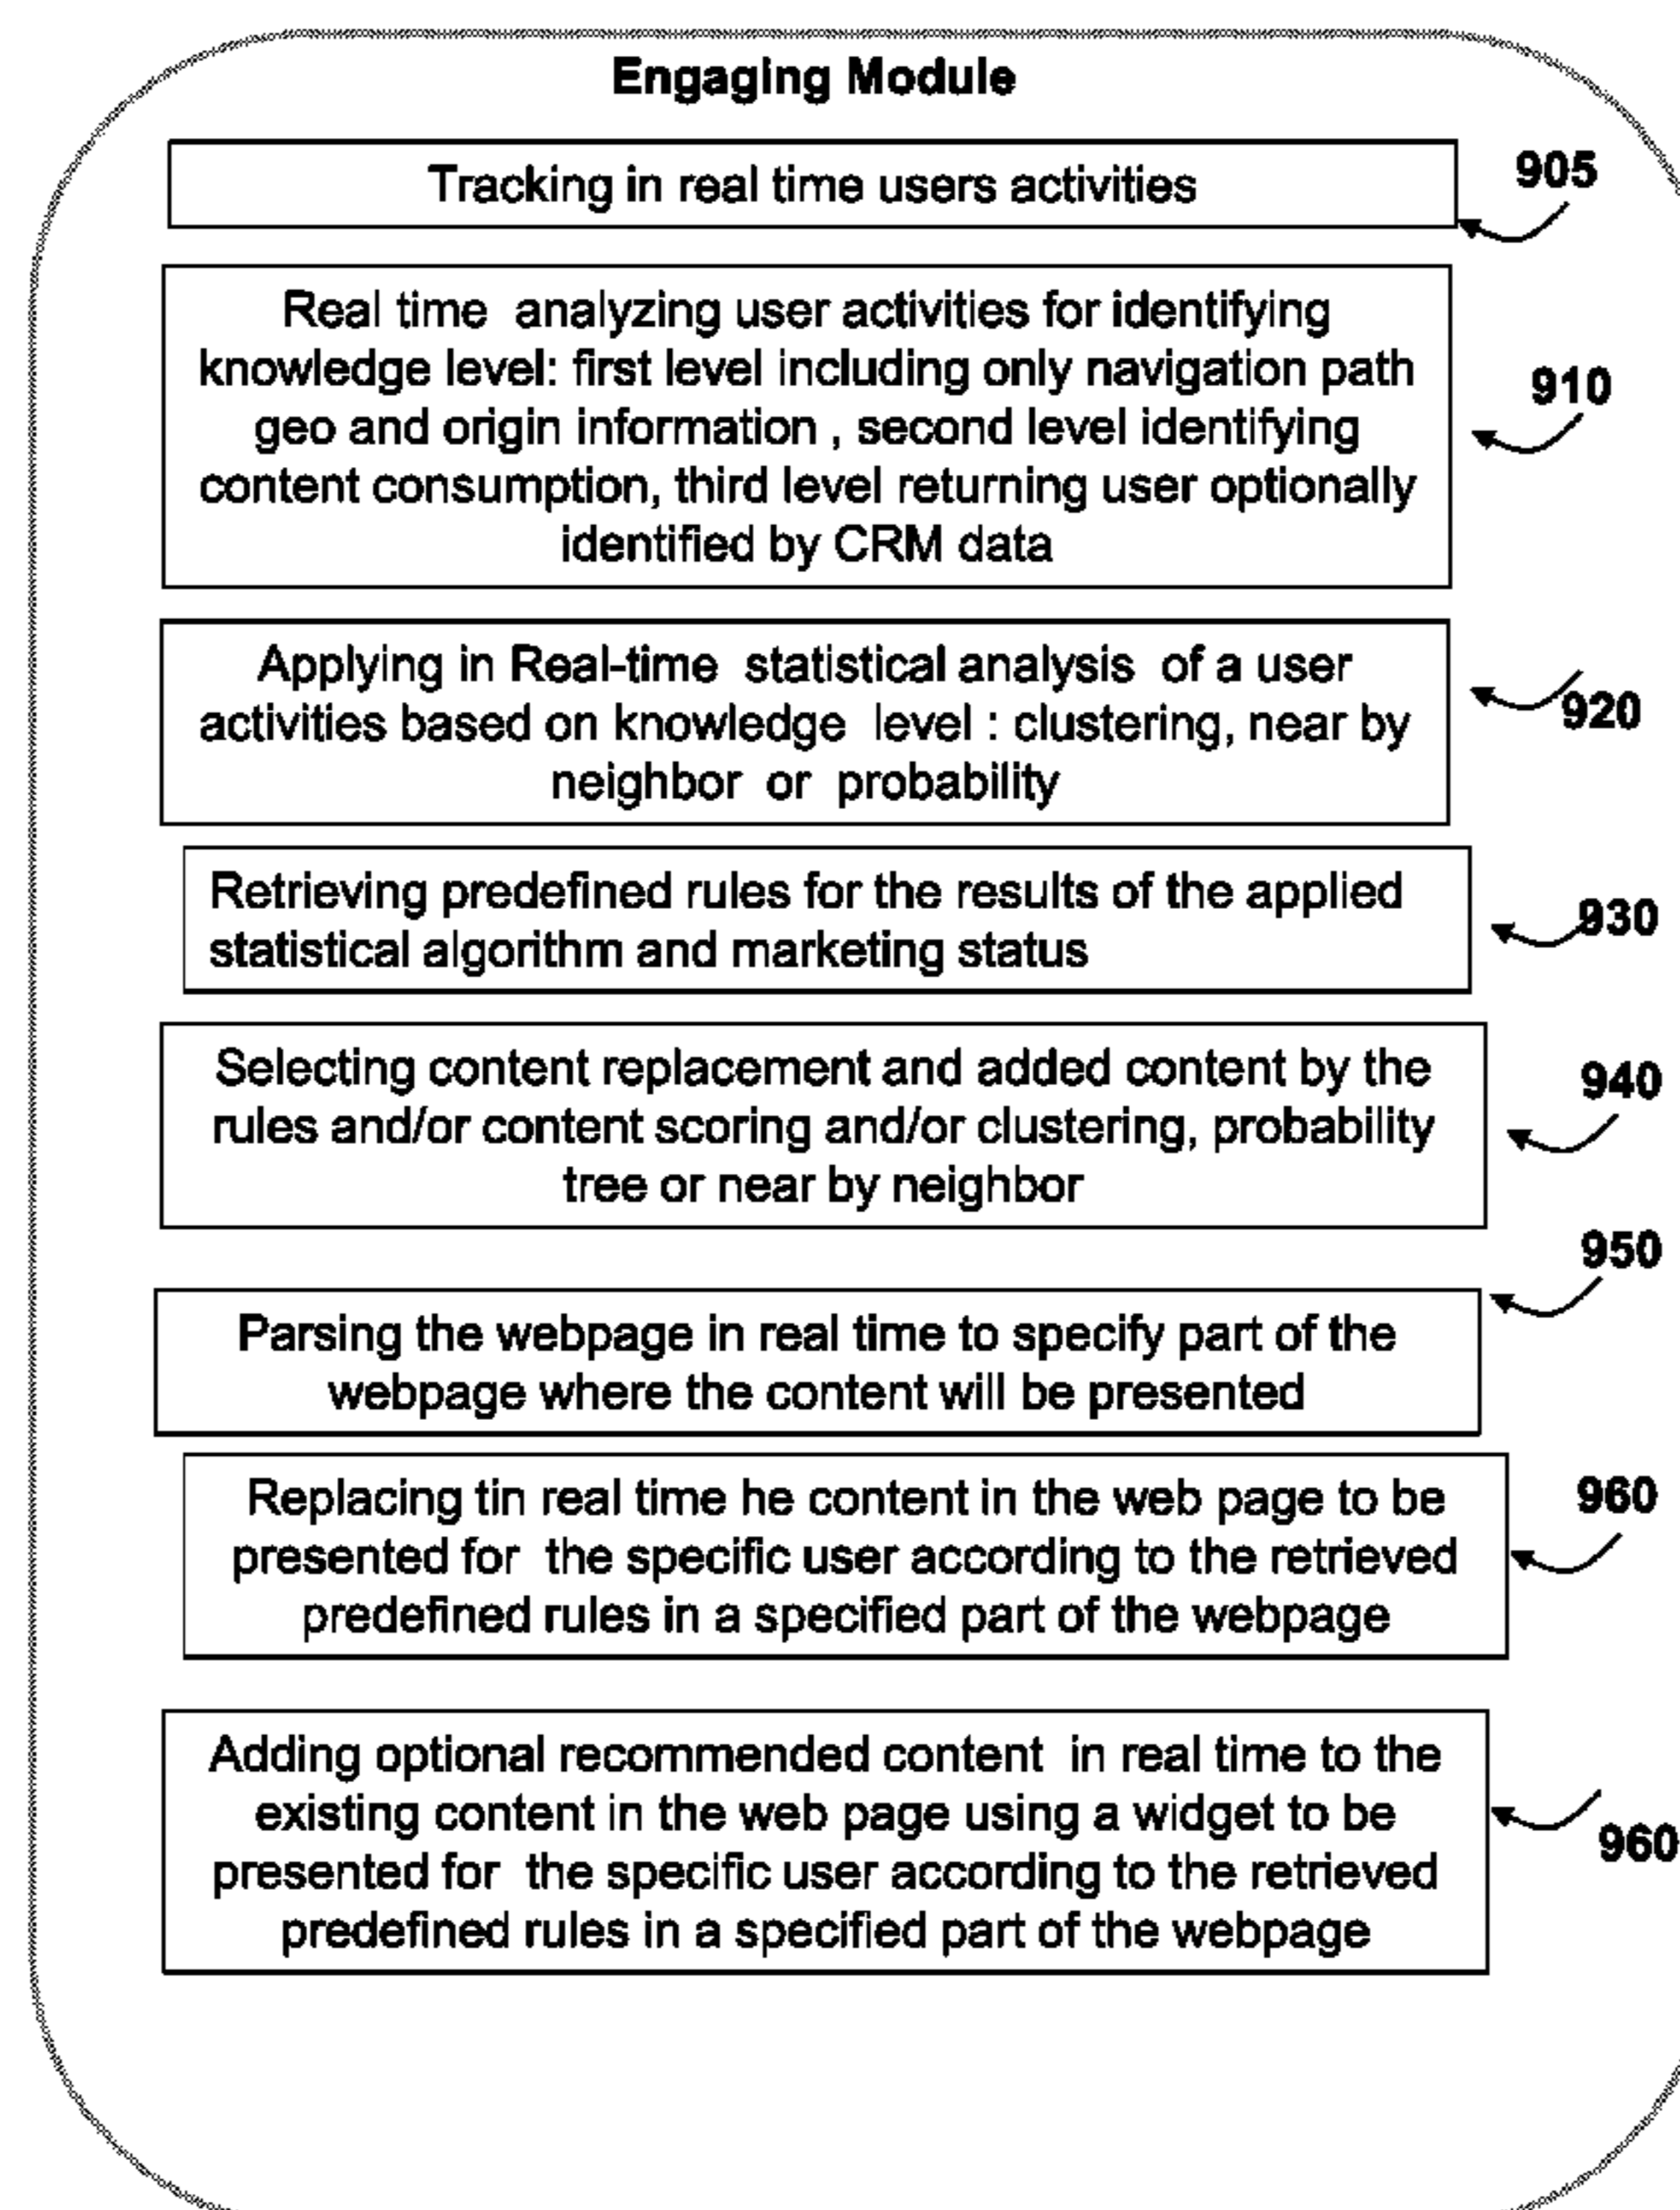 Engaging Module
Tracking in real time users activities
905
Real time analyzing user activities for identifying
knowledge level: first level including only navigation path
geo and origin information , second level identifying
content consumption, third level returning user optionally
identified by CRM data
910
Applying in Real-time statistical analysis of a user
activities based on knowledge level : clustering, near by
neighbor or probability
920
Retrieving predefined rules for the results of the applied
statistical algorithm and marketing status
930
Selecting content replacement and added content by the
rules and/or content scoring and/or clustering, probability
tree or near by neighbor
940
950
Parsing the webpage in real time to specify part of the
webpage where the content will be presented
Replacing tin real time he content in the web page to be
presented for the specific user according to the retrieved
predefined rules in a specified part of the webpage
960
Adding optional recommended content in real time to the
existing content in the web page using a widget to be
presented for the specific user according to the retrieved
predefined rules in a specified part of the webpage
960